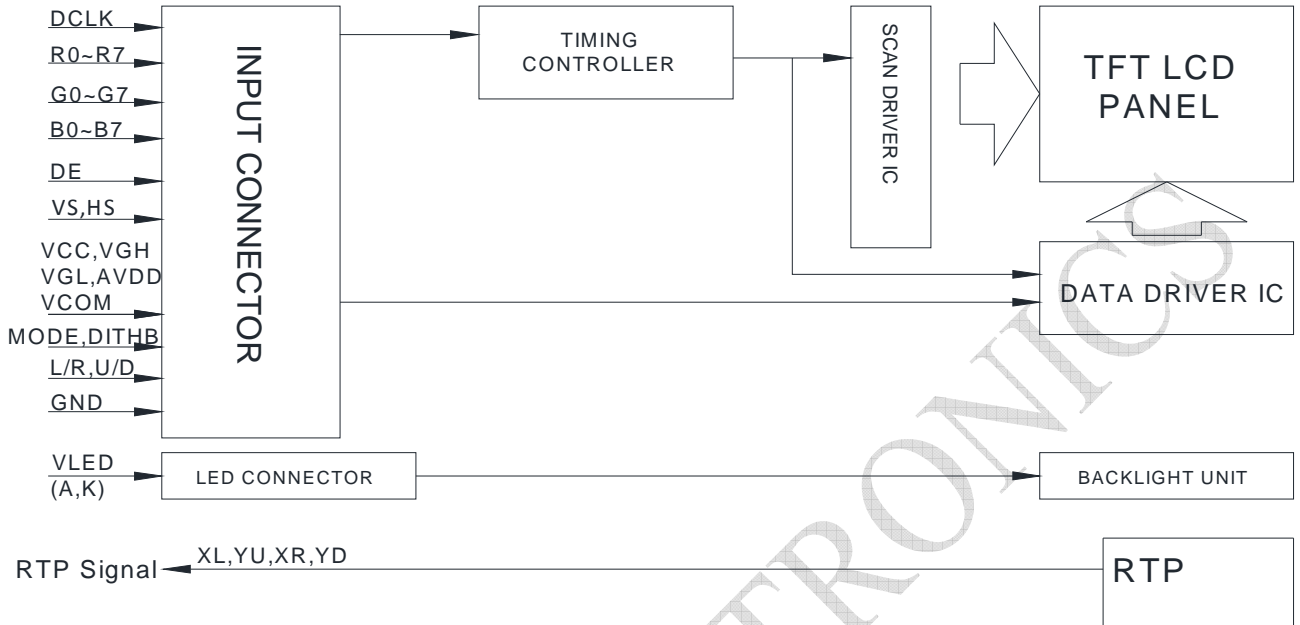 DCLK
R0~R7
G0~G7
B0~B7
DE
VS,HS
VCC,VGH
VGL,AVDD
VCOM
MODE,DITHB
L/R,U/D
GND
INPUT CONNECTOR
TIMING
CONTROLLER
SCAN DRIVER IC
TFT LCD
PANEL
DATA DRIVER IC
VLED
(A,K)
LED CONNECTOR
BACKLIGHT UNIT
RTP Signal
XL,YU,XR,YD
RTP
TRONICS